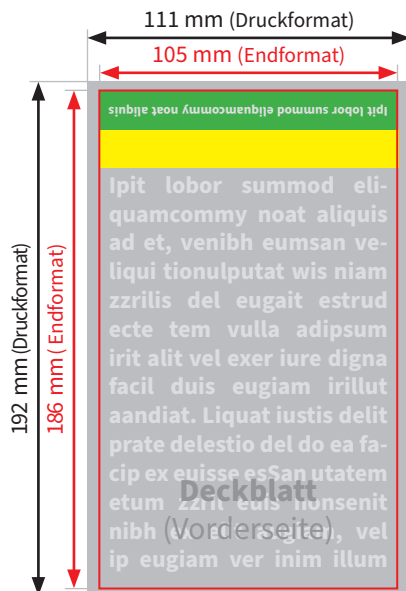 111 mm (Druckformat)
105 mm (Endformat)
192 mm (Druckformat)
186 mm ( Endformat)
Ipit lobor summod eliquamcommy noat aliquis
Ipit lobor summod eli-
quamcommy noat aliquis
ad et, venibh eumsan ve-
liqui tionulputat wis niam
zzrilis del eugait estrud
ecte tem vulla adipsum
irit alit vel exer iure digna
facil duis eugiam irillut
aandiat. Liquat iustis delit
prate delestio del do ea fa-
cip ex euisse esSan utatem
etum zzrit euis nonsenit
nibh ex et, vel
ip eugiam ver inim illum
Deckblatt
(Vorderseite)